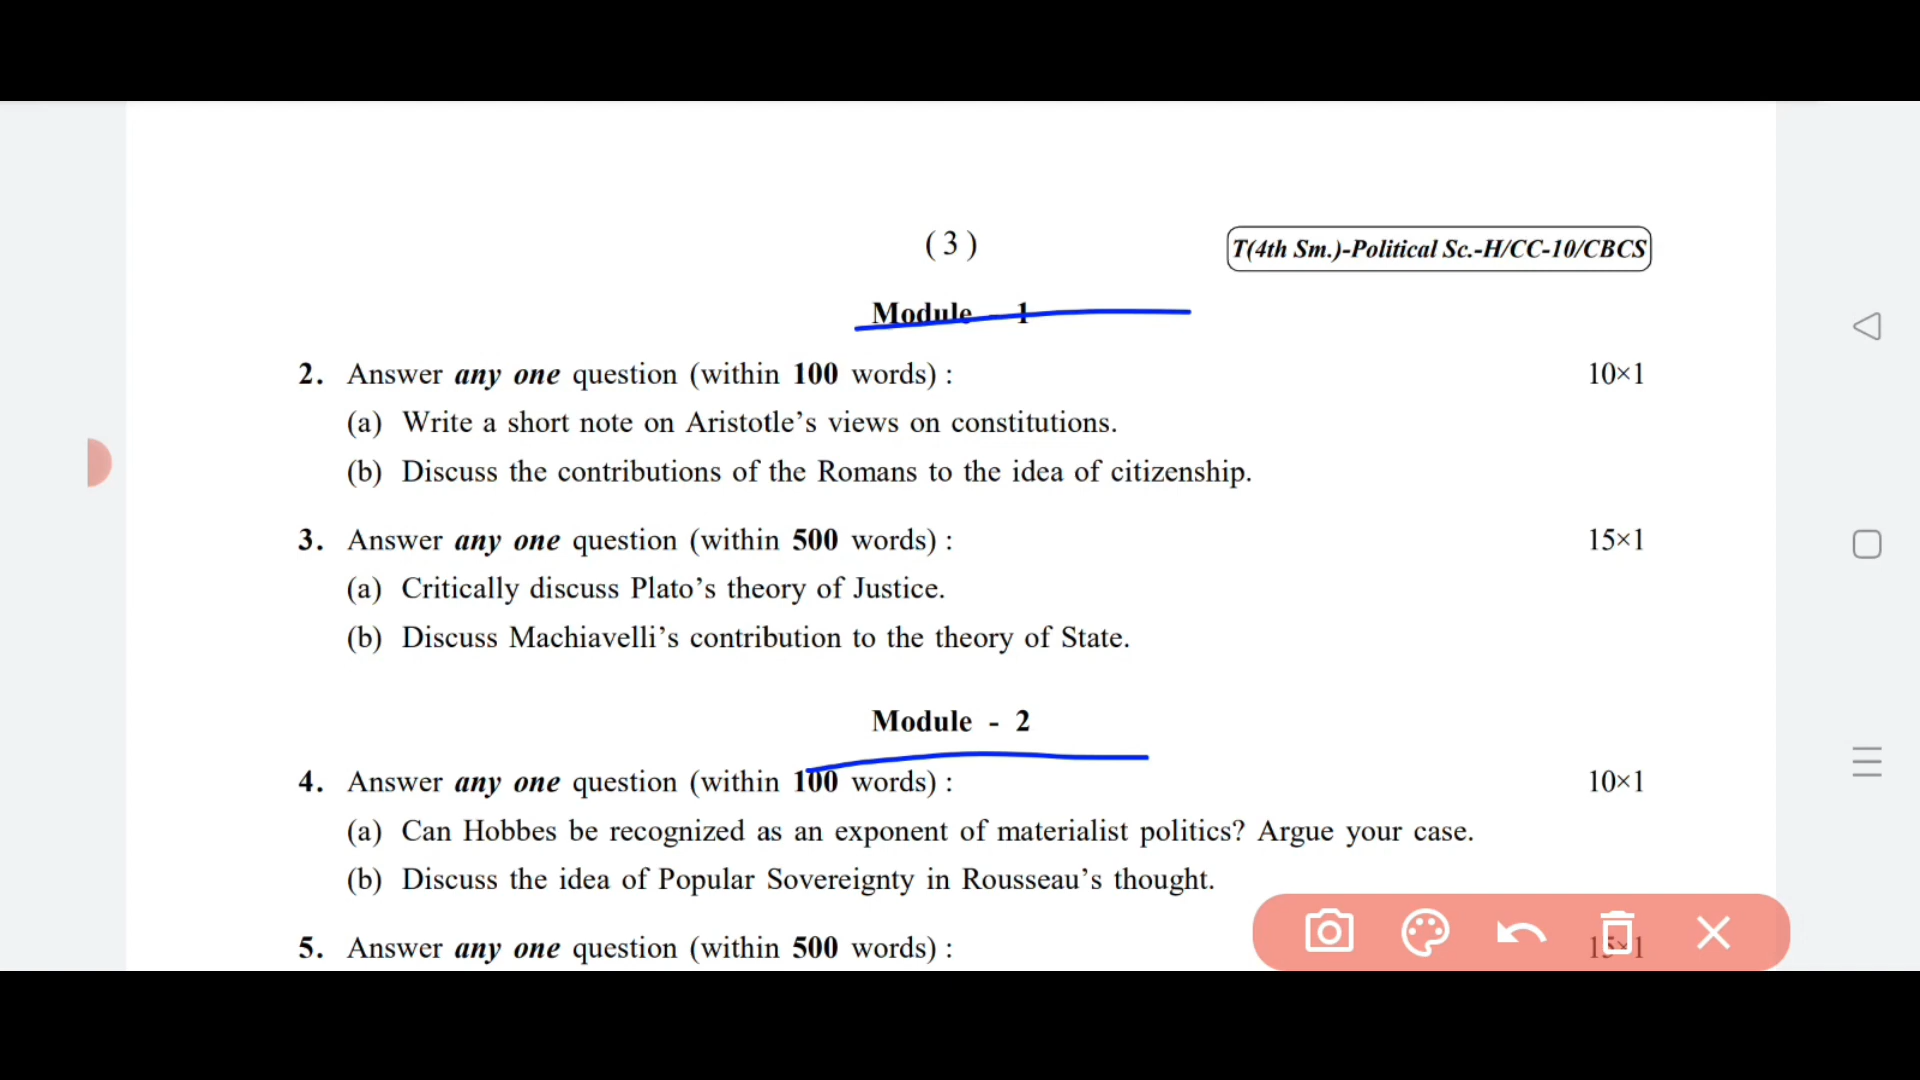 ( 3 )
T(4th Sm.)-Political Sc.-H/CC-10/CBCS
Module - 1
2. Answer any one question (within 100 words) : 10×1
(a) Write a short note on Aristotle’s views on constitutions.
(b) Discuss the contributions of the Romans to the idea of citizenship.
3. Answer any one question (within 500 words) : 15×1
(a) Critically discuss Plato’s theory of Justice.
(b) Discuss Machiavelli’s contribution to the theory of State.
Module - 2
4. Answer any one question (within 100 words) : 10×1
(a) Can Hobbes be recognized as an exponent of materialist politics? Argue your case.
(b) Discuss the idea of Popular Sovereignty in Rousseau’s thought.
5. Answer any one question (within 500 words) : 15×1